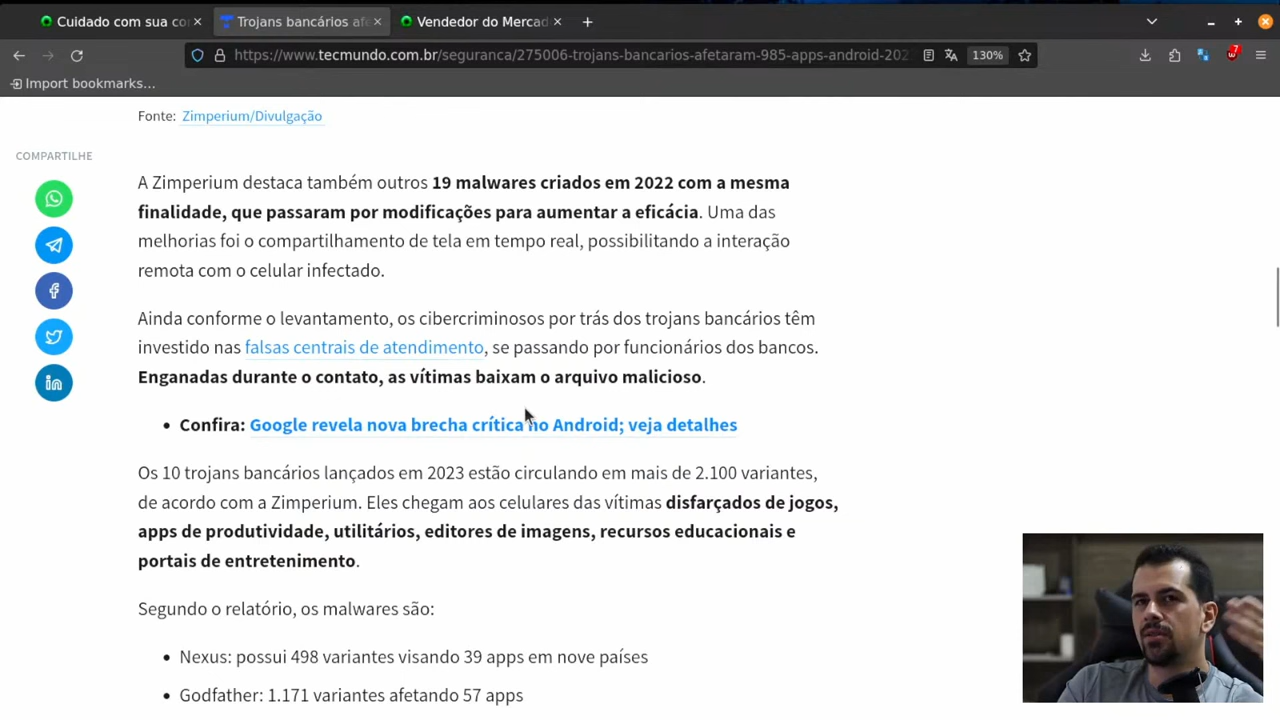 Cuidado com sua co
Trojans bancários afe
Vendedor do Mercad
https://www.tecmundo.com.br/seguranca/275006-trojans-bancarios-afetaram-985-apps-android-202
130%
7
Import bookmarks...
Fonte: Zimperium/Divulgação
COMPARTILHE
A Zimperium destaca também outros 19 malwares criados em 2022 com a mesma
finalidade, que passaram por modificações para aumentar a eficácia. Uma das
melhorias foi o compartilhamento de tela em tempo real, possibilitando a interação
remota com o celular infectado.
Ainda conforme o levantamento, os cibercriminosos por trás dos trojans bancários têm
investido nas falsas centrais de atendimento, se passando por funcionários dos bancos.
Enganadas durante o contato, as vítimas baixam o arquivo malicioso.
• Confira: Google revela nova brecha crítica no Android; veja detalhes
Os 10 trojans bancários lançados em 2023 estão circulando em mais de 2.100 variantes,
de acordo com a Zimperium. Eles chegam aos celulares das vítimas disfarçados de jogos,
apps de produtividade, utilitários, editores de imagens, recursos educacionais e
portais de entretenimento.
Segundo o relatório, os malwares são:
• Nexus: possui 498 variantes visando 39 apps em nove países
• Godfather: 1.171 variantes afetando 57 apps